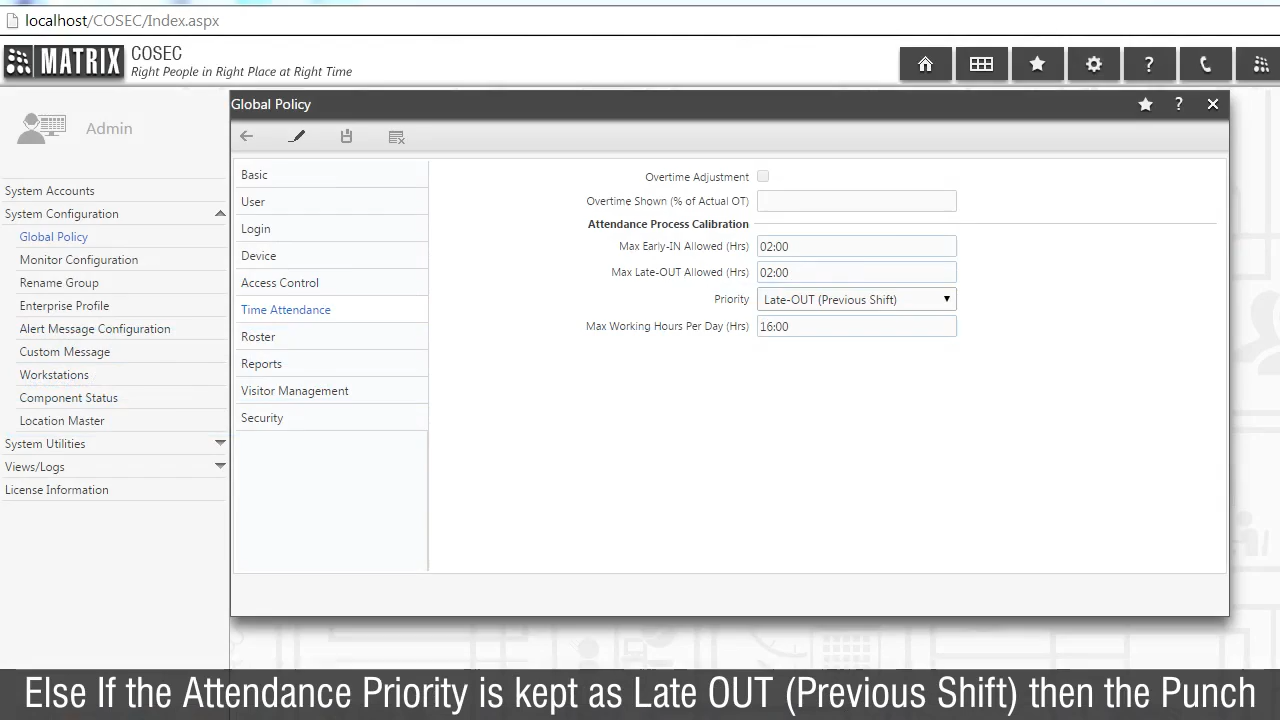 localhost/COSEC/Index.aspx
MATRIX
COSEC
Right People in Right Place at Right Time
?
Global Policy
?
Admin
System Accounts
System Configuration
Global Policy
Monitor Configuration
Rename Group
Enterprise Profile
Alert Message Configuration
Custom Message
Workstations
Component Status
Location Master
System Utilities
Views/Logs
License Information
Basic
User
Login
Device
Access Control
Time Attendance
Roster
Reports
Visitor Management
Security
Overtime Adjustment
Overtime Shown (% of Actual OT)
Attendance Process Calibration
Max Early-IN Allowed (Hrs) 02:00
Max Late-OUT Allowed (Hrs) 02:00
Priority Late-OUT (Previous Shift)
Max Working Hours Per Day (Hrs) 16:00
Else If the Attendance Priority is kept as Late OUT (Previous Shift) then the Punch